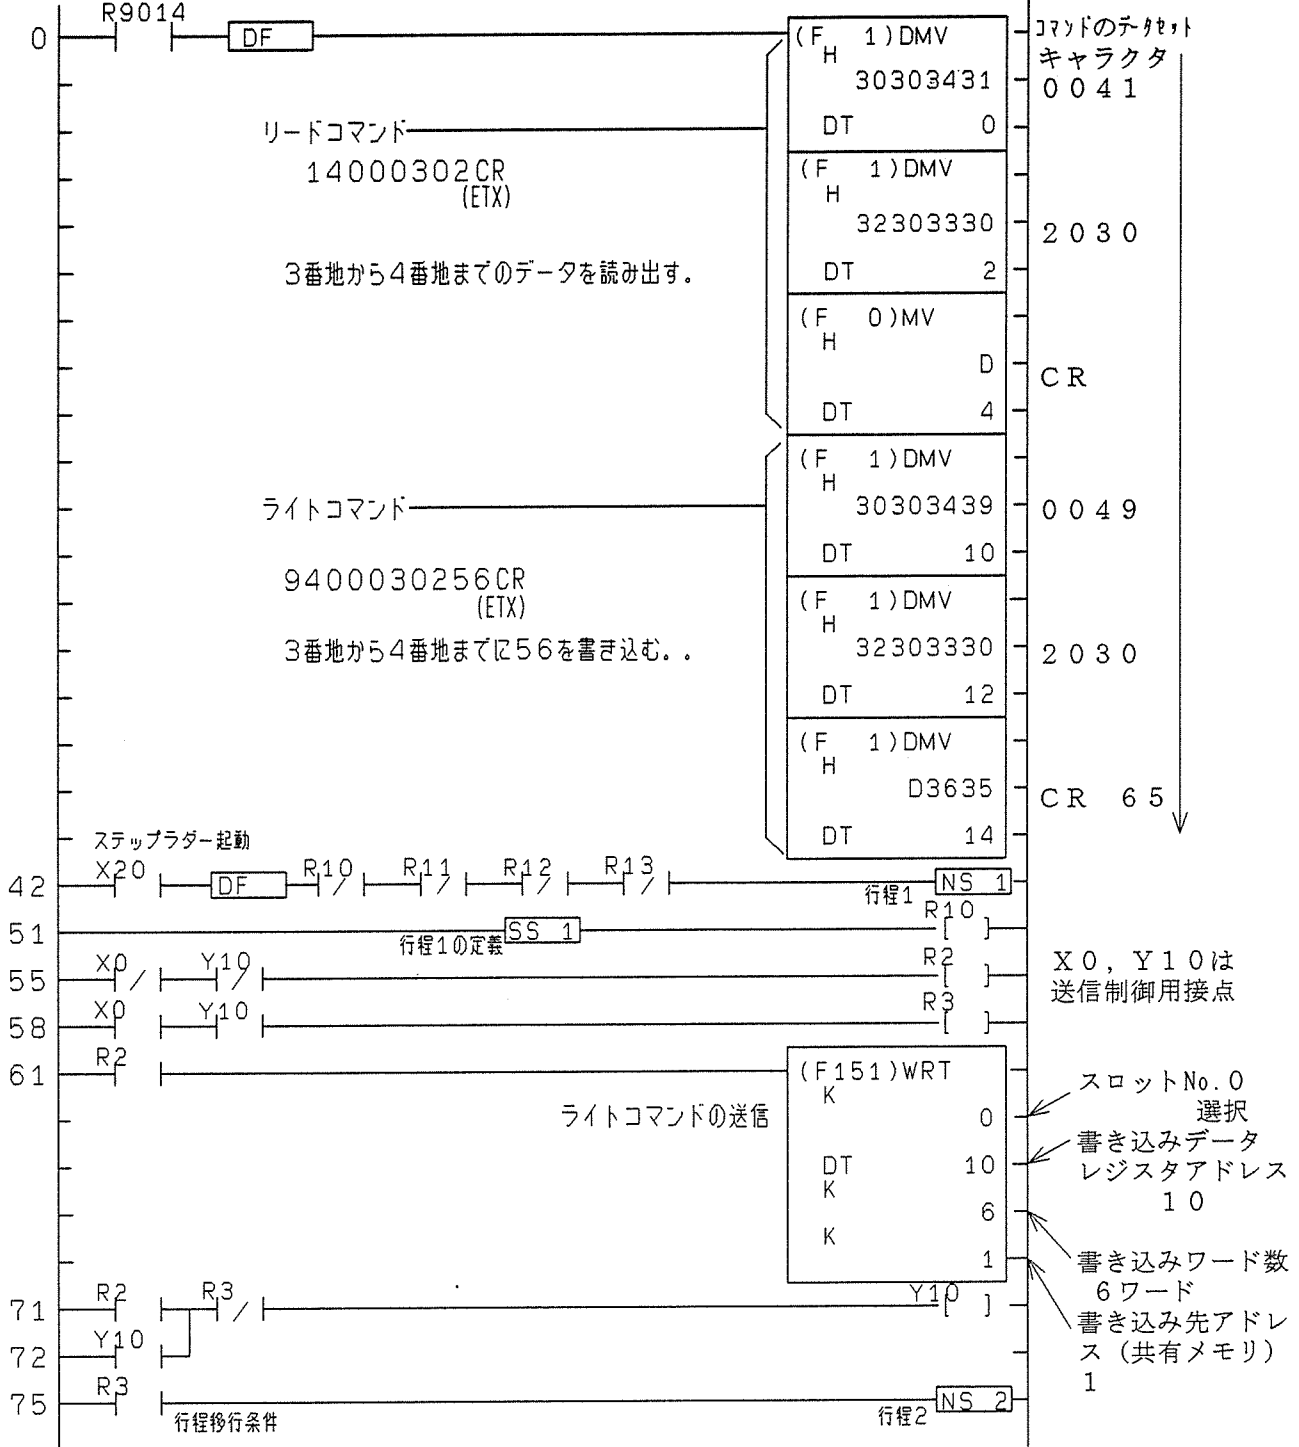 R9014
0 DF (F 1)DMV コマンドのデータセット
H キャラクタ
30303431 0041
DT 0
リードコマンド
14000302CR
(ETX)
(F 1)DMV
H
32303330 2030
DT 2
3番地から4番地までのデータを読み出す。
(F 0)MV
H
D CR
DT 4
(F 1)DMV
H
ライトコマンド 30303439 0049
DT 10
9400030256CR
(ETX)
(F 1)DMV
H
3番地から4番地までに56を書き込む。。 32303330 2030
DT 12
(F 1)DMV
H
D3635 CR 65
DT 14
ステップラダー起動
X20 R10 R11 R12 R13
42 DF 行程1 NS 1
R10
51 行程1の定義 SS 1
X0 Y10 R2
55
X0, Y10は
送信制御用接点
X0 Y10 R3
58
R2
61 (F151)WRT
K
ライトコマンドの送信 0
スロットNo.0
選択
DT 10
書き込みデータ
レジスタアドレス
10
K
6
書き込みワード数
6ワード
K
1
書き込み先アドレ
ス(共有メモリ)
1
R2 R3 Y10
71
Y10
72
R3
75 行程移行条件 行程2 NS 2